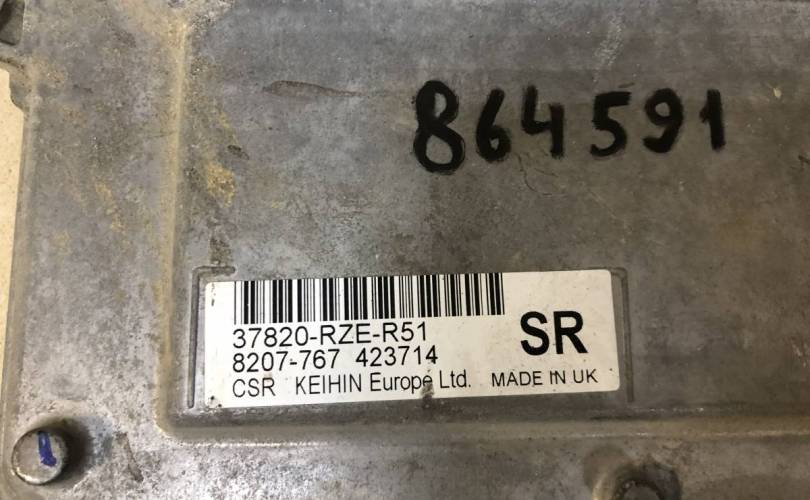 864591
37820-RZE-R51
SR
8207-767 423714
CSR KEIHIN Europe Ltd. MADE IN UK